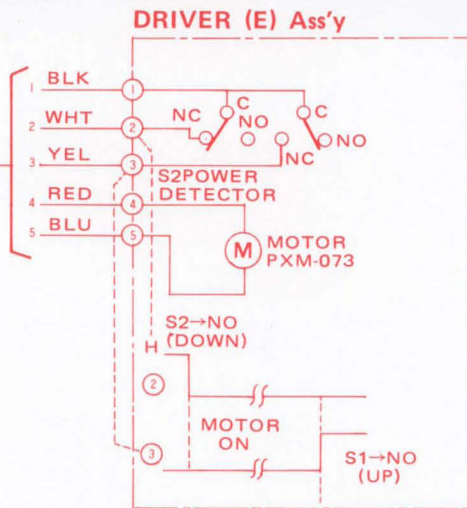 DRIVER (E) Ass'y
1 BLK 1
2 WHT 2
3 YEL 3
4 RED 4
5 BLU 5
NC C NO
C NO
NC
S2POWER
DETECTOR
M MOTOR
PXM-073
S2→NO
(DOWN)
H
2
MOTOR
ON
3
S1→NO
(UP)